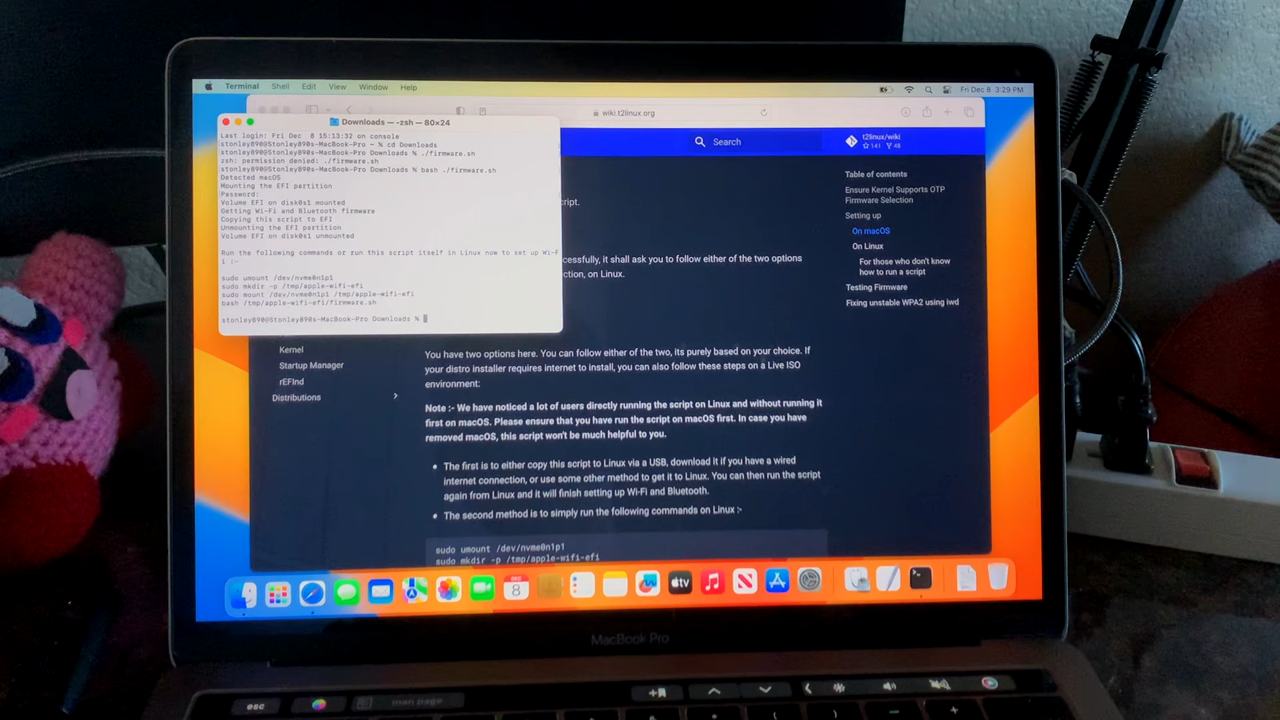 Terminal Shell Edit View Window Help
Fri Dec 8 3:29 PM
wiki.t2linux.org
Downloads — -zsh — 80×24
Last login: Fri Dec 8 15:13:32 on console
stonley890@Stonley890s-MacBook-Pro ~ % cd Downloads
stonley890@Stonley890s-MacBook-Pro Downloads % ./firmware.sh
zsh: permission denied: ./firmware.sh
stonley890@Stonley890s-MacBook-Pro Downloads % bash ./firmware.sh
Detected macOS
Mounting the EFI partition
Password:
Volume EFI on disk0s1 mounted
Getting Wi-Fi and Bluetooth firmware
Copying this script to EFI
Unmounting the EFI partition
Volume EFI on disk0s1 unmounted
Run the following commands or run this script itself in Linux now to set up Wi-F
i :-
sudo umount /dev/nvme0n1p1
sudo mkdir -p /tmp/apple-wifi-efi
sudo mount /dev/nvme0n1p1 /tmp/apple-wifi-efi
bash /tmp/apple-wifi-efi/firmware.sh
stonley890@Stonley890s-MacBook-Pro Downloads %
Search
t2linux/wiki
141 48
cript.
ccessfully, it shall ask you to follow either of the two options
ction, on Linux.
Table of contents
Ensure Kernel Supports OTP
Firmware Selection
Setting up
On macOS
On Linux
For those who don't know
how to run a script
Testing Firmware
Fixing unstable WPA2 using iwd
Kernel
Startup Manager
rEFInd
Distributions
You have two options here. You can follow either of the two, its purely based on your choice. If
your distro installer requires internet to install, you can also follow these steps on a Live ISO
environment:
Note :- We have noticed a lot of users directly running the script on Linux and without running it
first on macOS. Please ensure that you have run the script on macOS first. In case you have
removed macOS, this script won't be much helpful to you.
The first is to either copy this script to Linux via a USB, download it if you have a wired
internet connection, or use some other method to get it to Linux. You can then run the script
again from Linux and it will finish setting up Wi-Fi and Bluetooth.
The second method is to simply run the following commands on Linux :-
sudo umount /dev/nvme0n1p1
sudo mkdir -p /tmp/apple-wifi-efi
DEC
8
tv
MacBook Pro
esc
man page